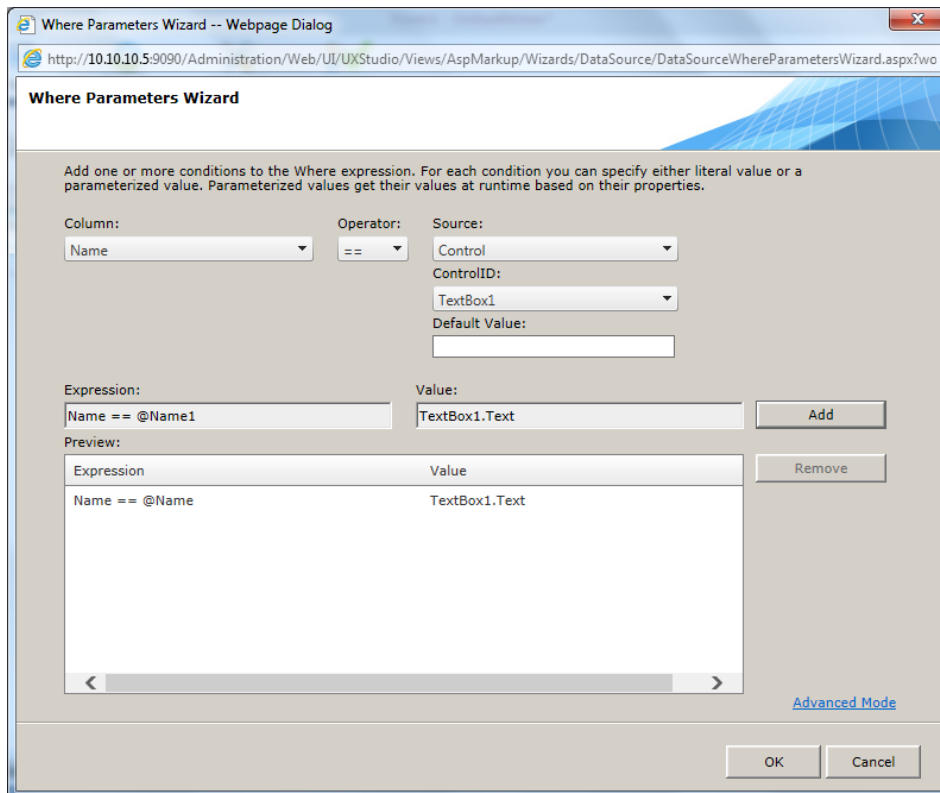 Where Parameters Wizard -- Webpage Dialog
http://10.10.10.5:9090/Administration/Web/UI/UXStudio/Views/AspMarkup/Wizards/DataSource/DataSourceWhereParametersWizard.aspx?wo
Where Parameters Wizard
Add one or more conditions to the Where expression. For each condition you can specify either literal value or a
parameterized value. Parameterized values get their values at runtime based on their properties.
Column: Operator: Source:
Name == Control
ControlID:
TextBox1
Default Value:
Expression: Value:
Name == @Name1 TextBox1.Text Add
Preview:
Expression Value Remove
Name == @Name TextBox1.Text
Advanced Mode
OK Cancel